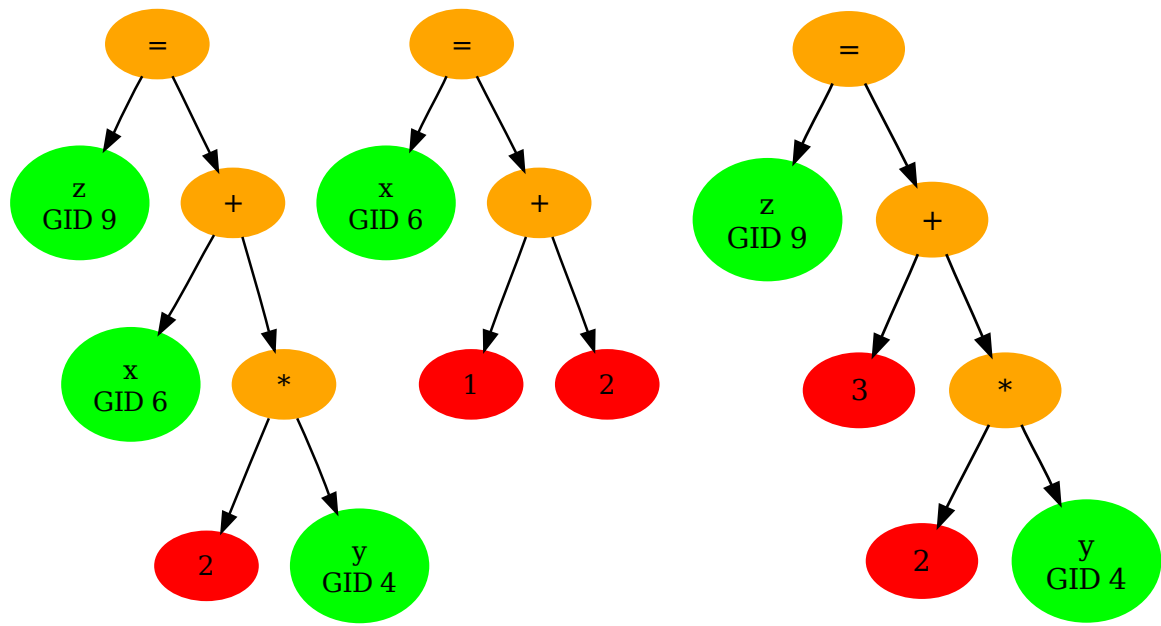 =
=
=
z
GID 9
+
x
GID 6
+
z
GID 9
+
x
GID 6
*
1
2
3
*
2
y
GID 4
2
y
GID 4